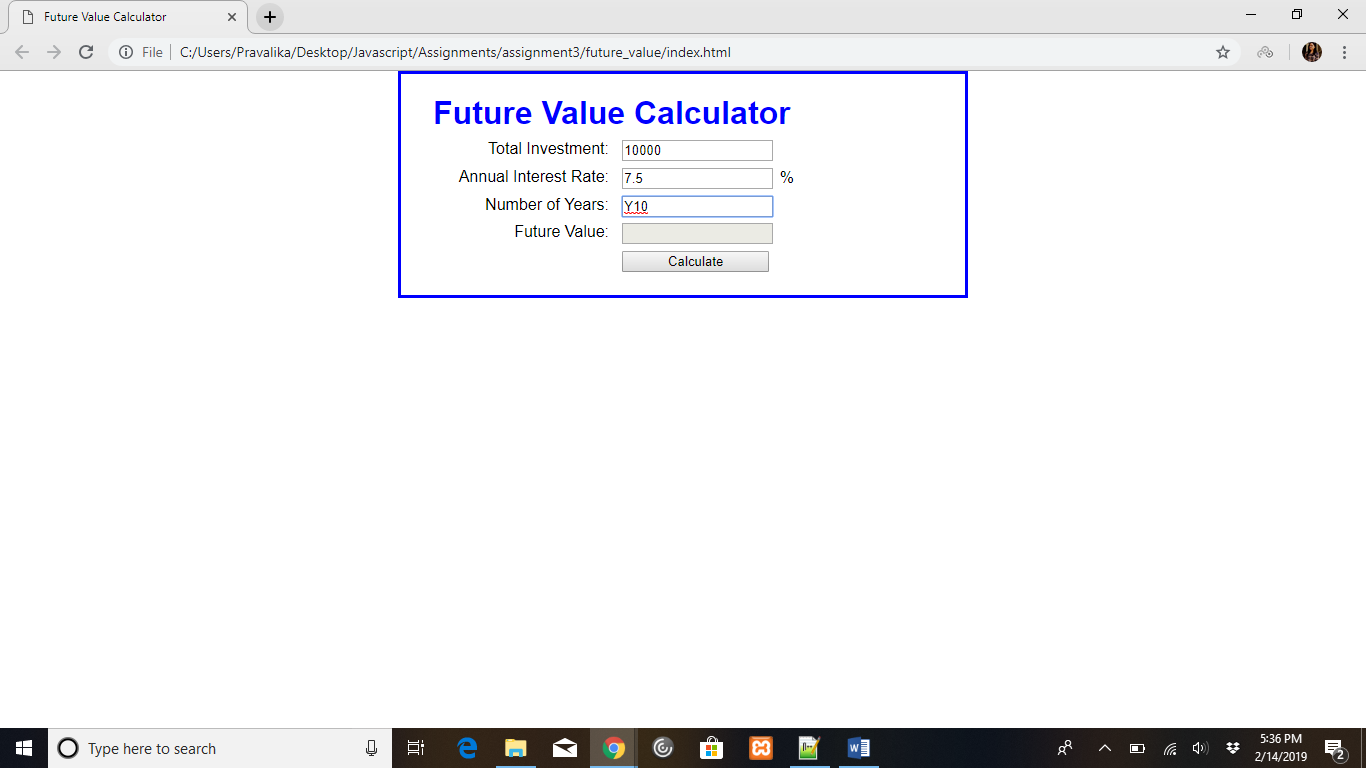 Future Value Calculator
File
C:/Users/Pravalika/Desktop/Javascript/Assignments/assignment3/future_value/index.html
Future Value Calculator
Total Investment: 10000
Annual Interest Rate: 7.5 %
Number of Years: Y10
Future Value:
Calculate
Type here to search
5:36 PM
2/14/2019
2